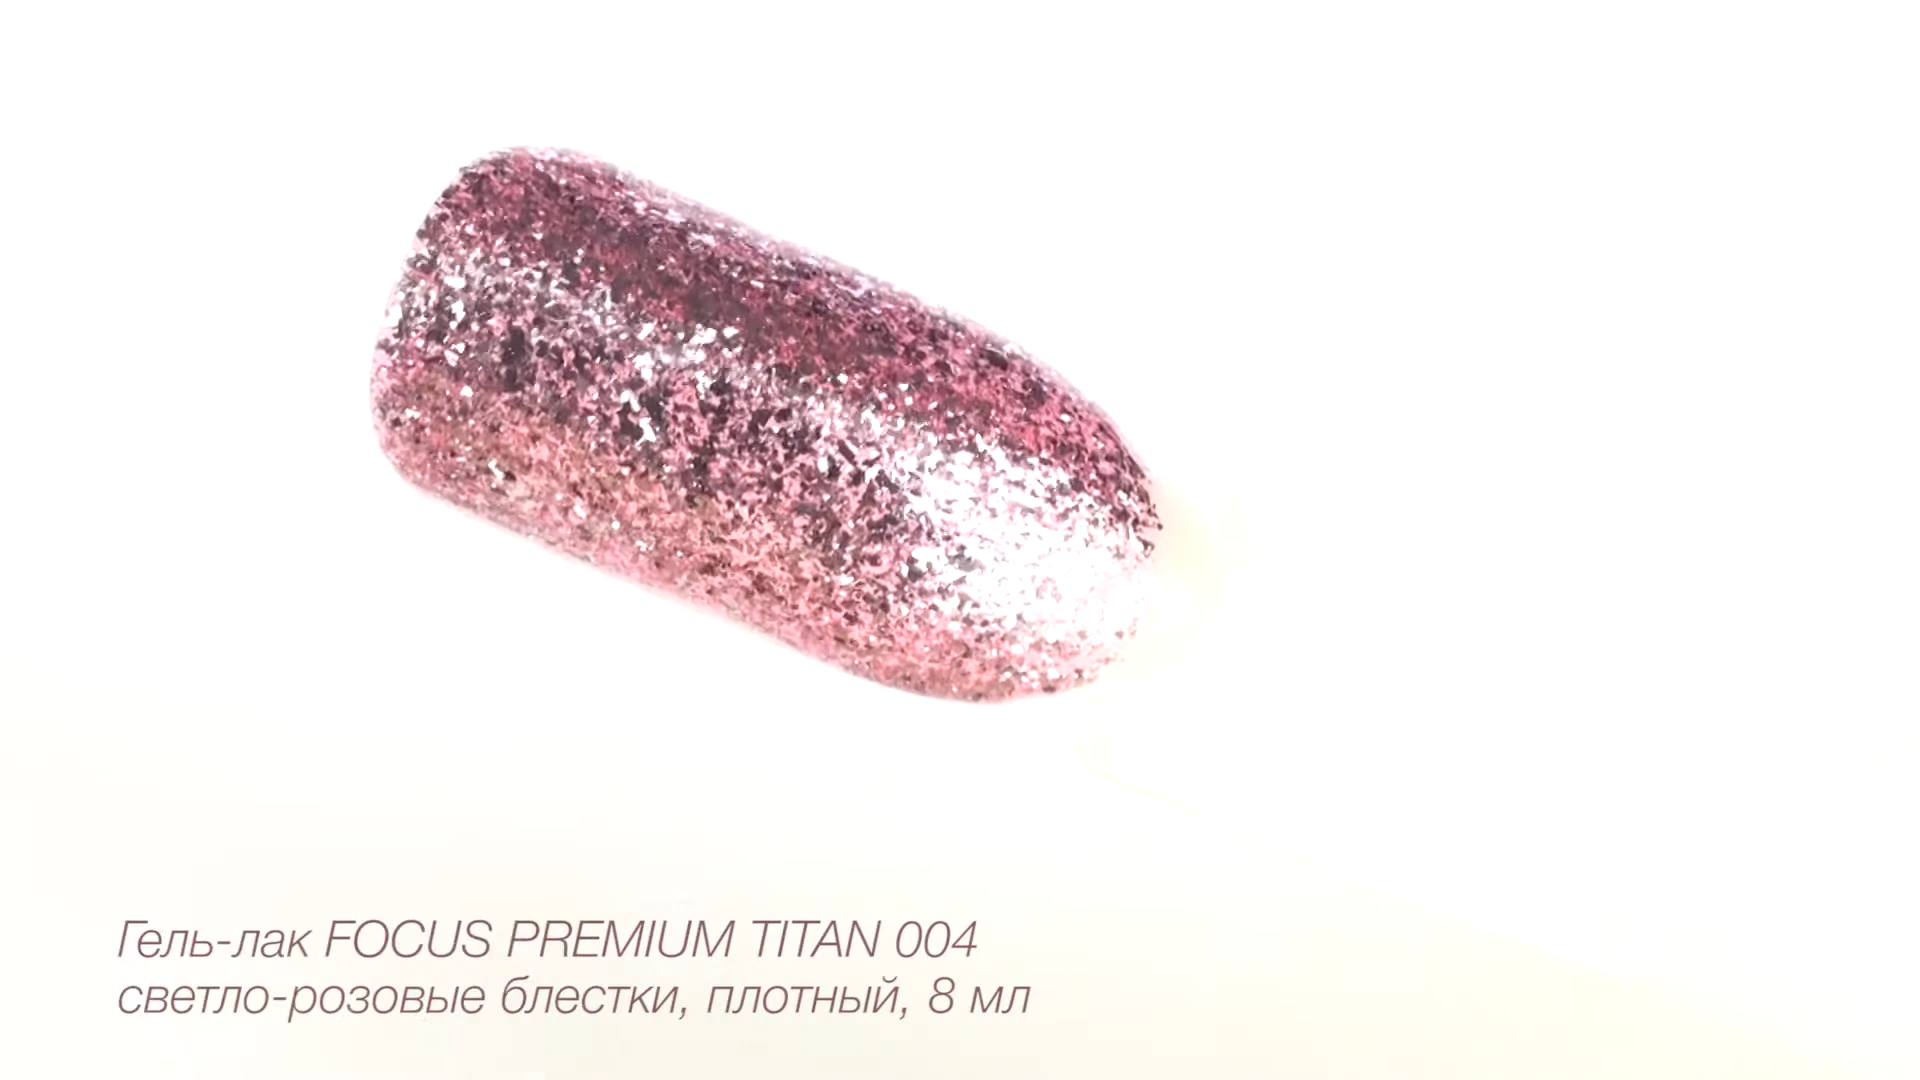 Гель-лак FOCUS PREMIUM TITAN 004
светло-розовые блестки, плотный, 8 мл